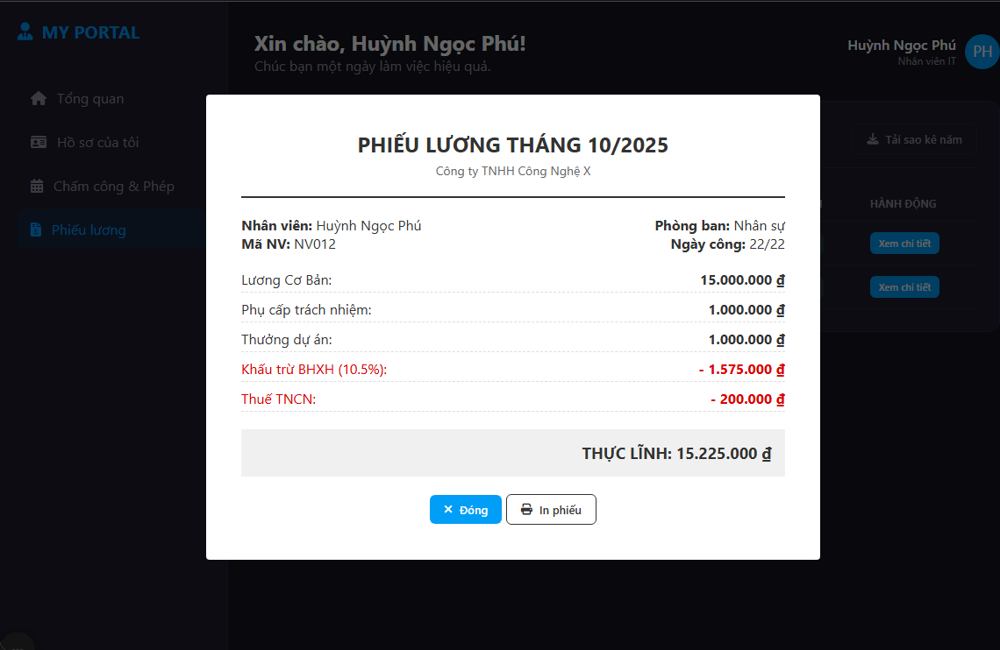 MY PORTAL
Xin chào, Huỳnh Ngọc Phú!
Chúc bạn một ngày làm việc hiệu quả.
Huỳnh Ngọc Phú
Nhân viên IT
PH
Tổng quan
Hồ sơ của tôi
Chấm công & Phép
Phiếu lương
Tải sao kê năm
HÀNH ĐỘNG
Xem chi tiết
Xem chi tiết
PHIẾU LƯƠNG THÁNG 10/2025
Công ty TNHH Công Nghệ X
Nhân viên: Huỳnh Ngọc Phú
Mã NV: NV012
Phòng ban: Nhân sự
Ngày công: 22/22
Lương Cơ Bản: 15.000.000 ₫
Phụ cấp trách nhiệm: 1.000.000 ₫
Thưởng dự án: 1.000.000 ₫
Khấu trừ BHXH (10.5%): - 1.575.000 ₫
Thuế TNCN: - 200.000 ₫
THỰC LĨNH: 15.225.000 ₫
Đóng
In phiếu